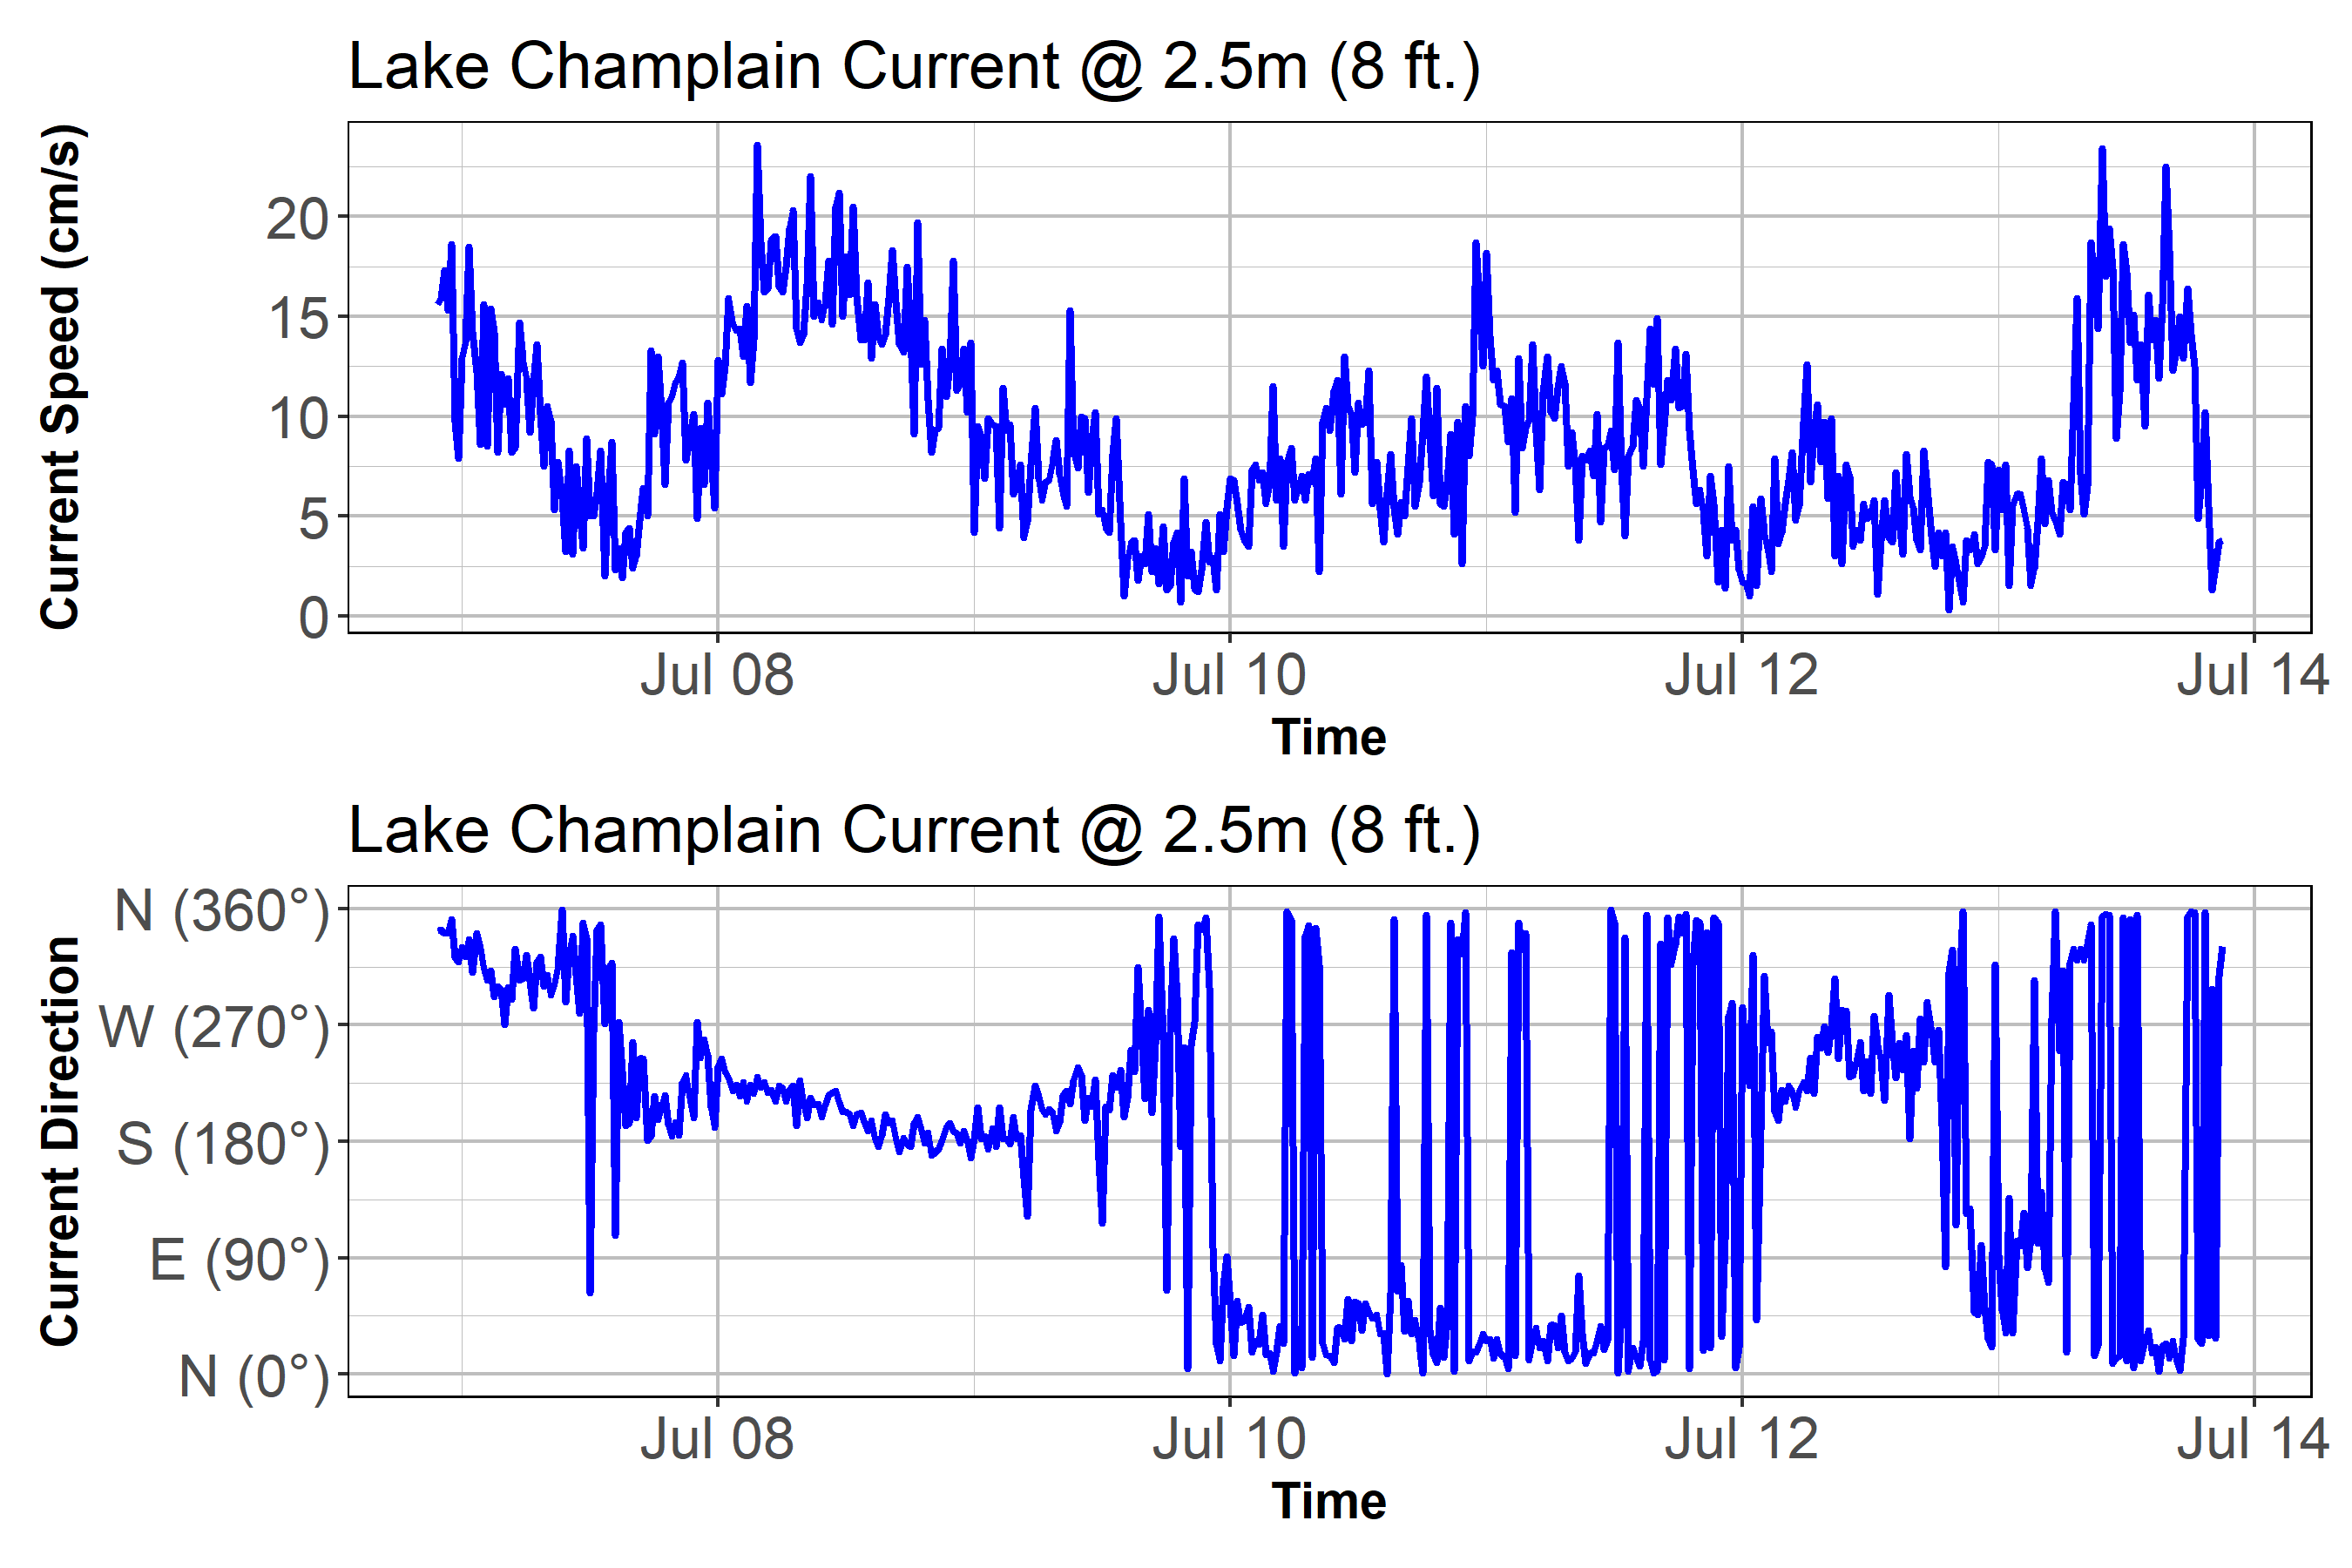 Lake Champlain Current @ 2.5m (8 ft.)
Current Speed (cm/s)
20
15
10
5
0
Jul 08 Jul 10 Jul 12 Jul 14
Time
Lake Champlain Current @ 2.5m (8 ft.)
Current Direction
N (360°)
W (270°)
S (180°)
E (90°)
N (0°)
Jul 08 Jul 10 Jul 12 Jul 14
Time